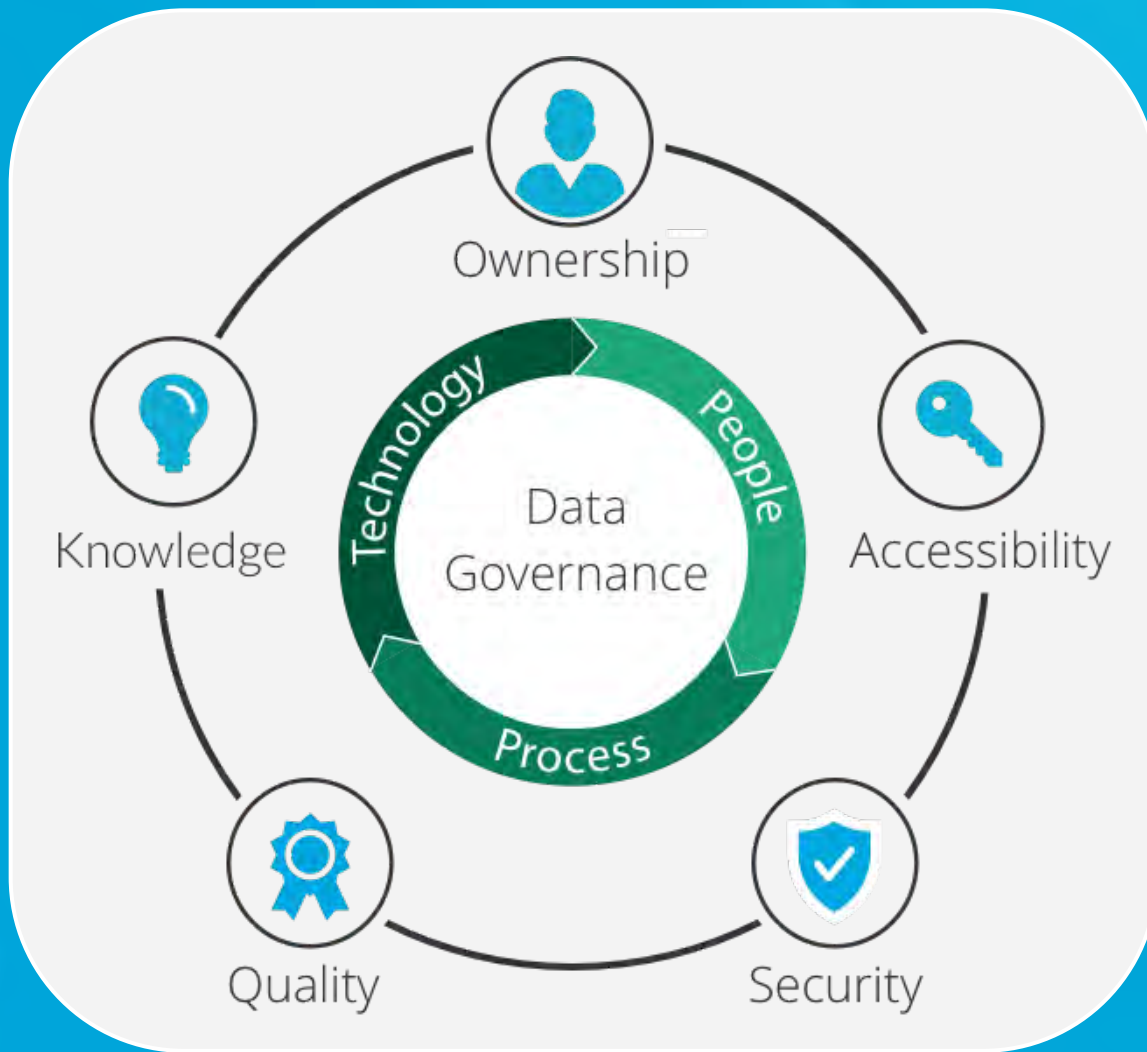 Ownership
Technology
People
Knowledge
Data
Governance
Accessibility
Process
Quality
Security